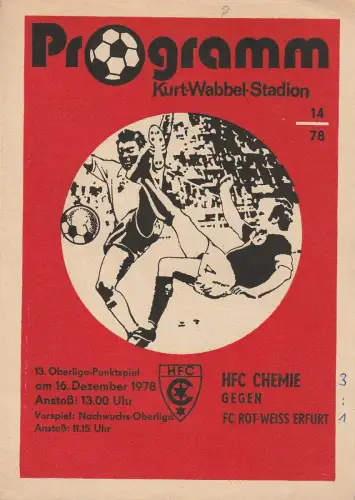 Programm
Kurt-Wabbel-Stadion
14
78
13. Oberliga-Punktspiel
am 16. Dezember 1978
Anstoß: 13.00 Uhr
Vorspiel: Nachwuchs-Oberliga
Anstoß: 11.15 Uhr
HFC
HFC CHEMIE
GEGEN
FC ROT-WEISS ERFURT
3
:
1